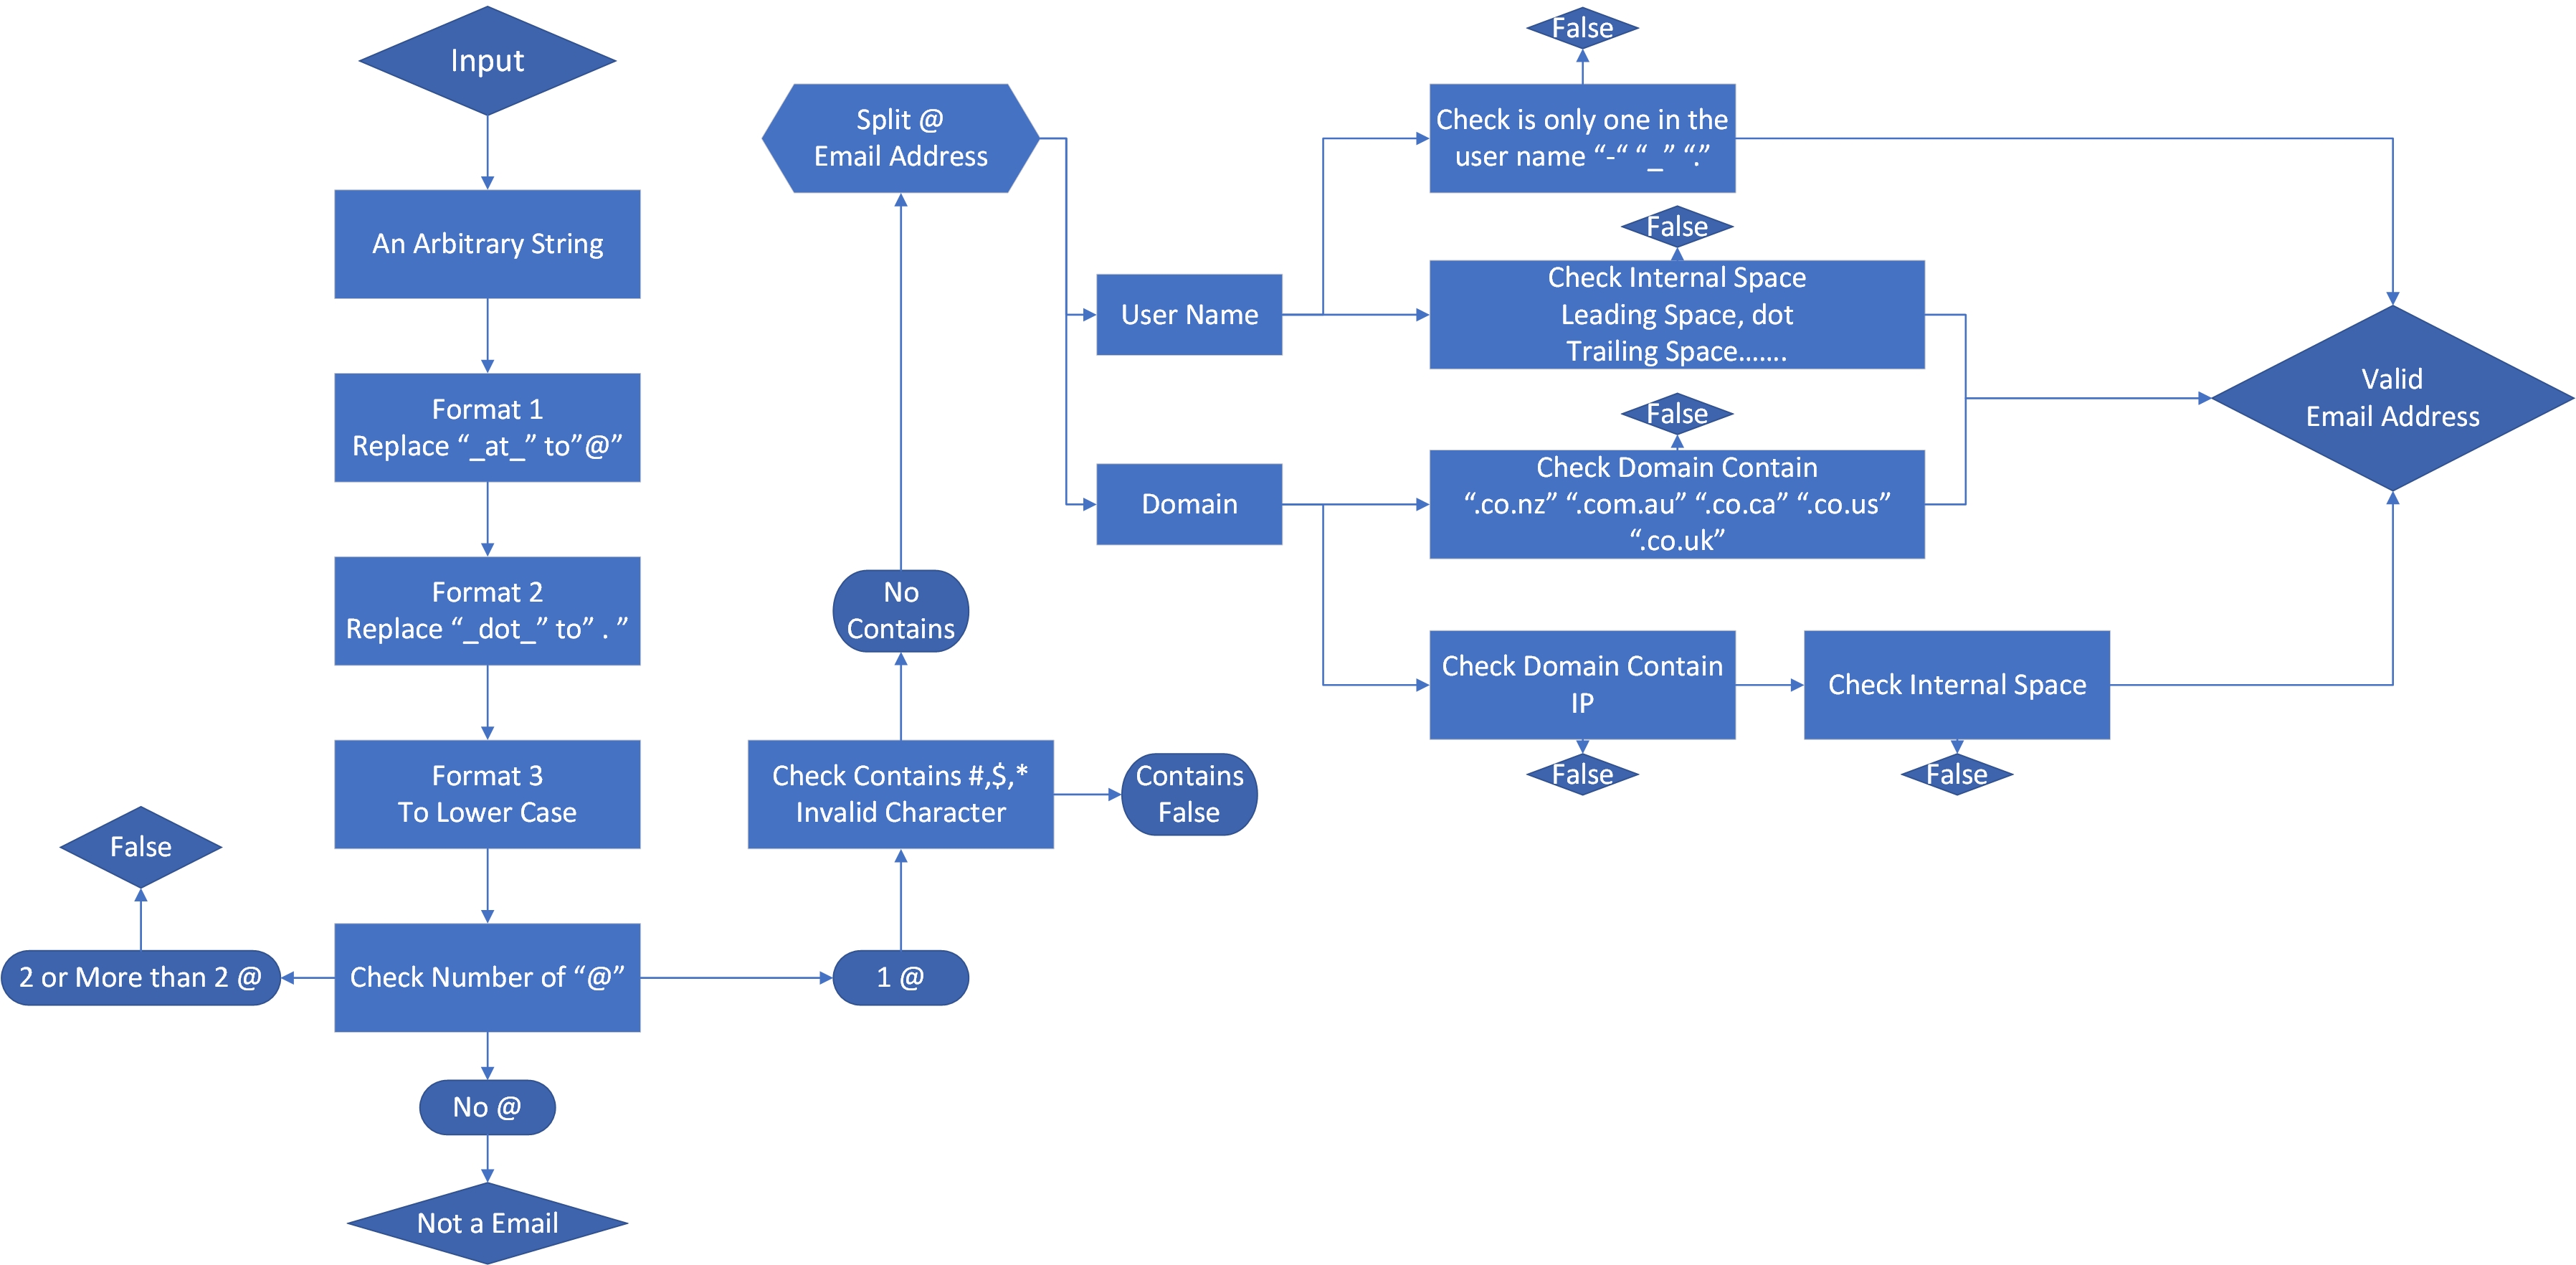 Input
An Arbitrary String
Format 1
Replace “_at_” to”@”
Format 2
Replace “_dot_” to” . ”
Format 3
To Lower Case
Check Number of “@”
2 or More than 2 @
False
No @
Not a Email
1 @
Check Contains #,$,*
Invalid Character
Contains
False
No
Contains
Split @
Email Address
User Name
Domain
False
Check is only one in the
user name “-“ “_” “.”
False
Check Internal Space
Leading Space, dot
Trailing Space.......
False
Check Domain Contain
“.co.nz” “.com.au” “.co.ca” “.co.us”
“.co.uk”
Check Domain Contain
IP
False
Check Internal Space
False
Valid
Email Address